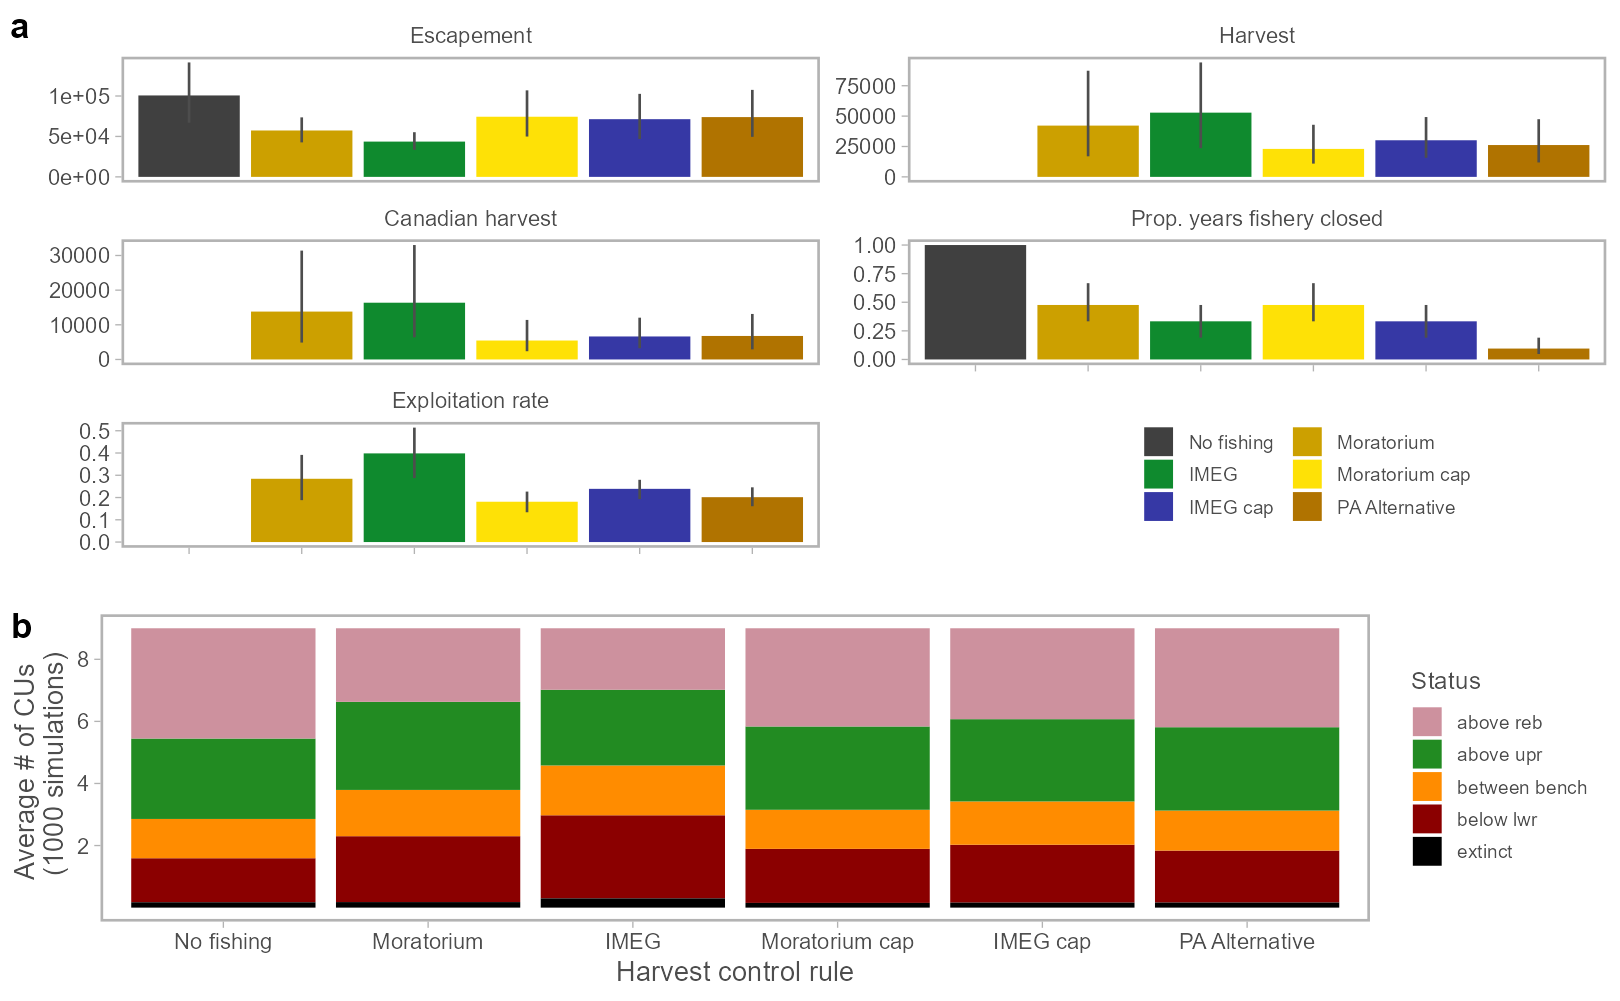 a
Escapement
1e+05
5e+04
0e+00
Harvest
75000
50000
25000
0
Canadian harvest
30000
20000
10000
0
Prop. years fishery closed
1.00
0.75
0.50
0.25
0.00
Exploitation rate
0.5
0.4
0.3
0.2
0.1
0.0
No fishing
Moratorium
IMEG
Moratorium cap
IMEG cap
PA Alternative
b
Average # of CUs
(1000 simulations)
8
6
4
2
No fishing
Moratorium
IMEG
Moratorium cap
IMEG cap
PA Alternative
Harvest control rule
Status
above reb
above upr
between bench
below lwr
extinct